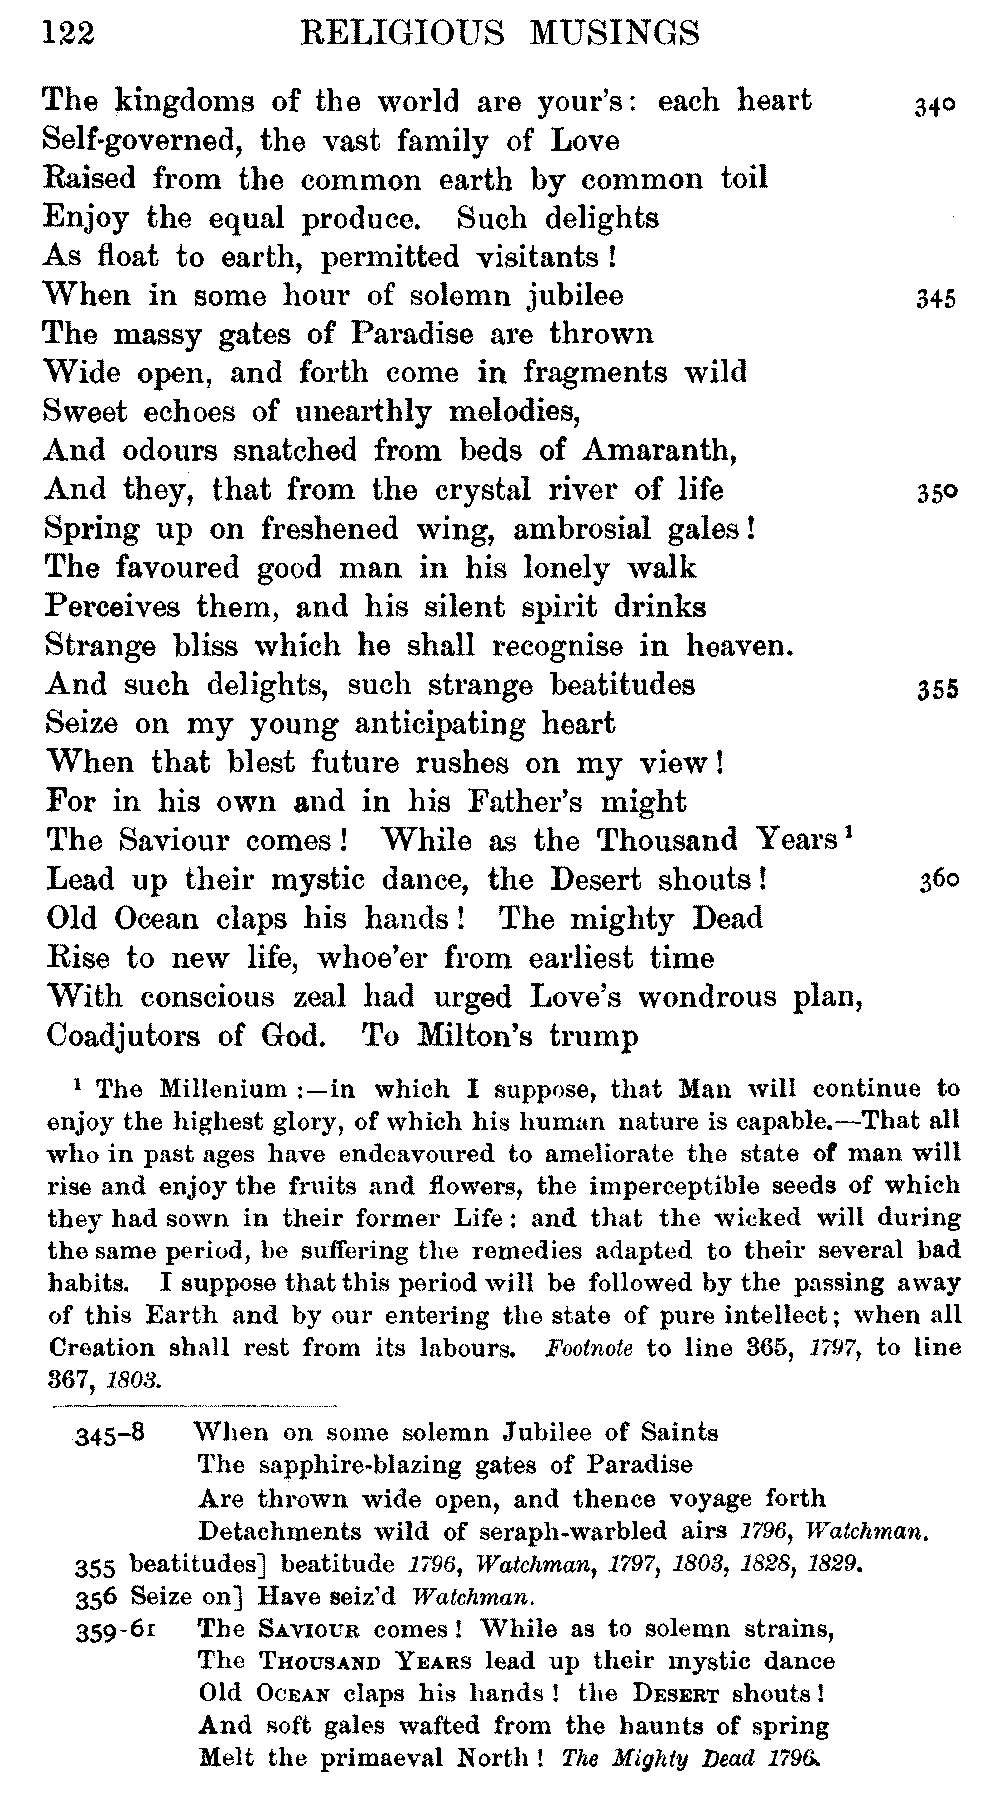 122 RELIGIOUS MUSINGS
The kingdoms of the world are your's: each heart 340
Self-governed, the vast family of Love
Raised from the common earth by common toil
Enjoy the equal produce. Such delights
As float to earth, permitted visitants!
When in some hour of solemn jubilee 345
The massy gates of Paradise are thrown
Wide open, and forth come in fragments wild
Sweet echoes of unearthly melodies,
And odours snatched from beds of Amaranth,
And they, that from the crystal river of life 350
Spring up on freshened wing, ambrosial gales!
The favoured good man in his lonely walk
Perceives them, and his silent spirit drinks
Strange bliss which he shall recognise in heaven.
And such delights, such strange beatitudes 355
Seize on my young anticipating heart
When that blest future rushes on my view!
For in his own and in his Father's might
The Saviour comes! While as the Thousand Years¹
Lead up their mystic dance, the Desert shouts! 360
Old Ocean claps his hands! The mighty Dead
Rise to new life, whoe'er from earliest time
With conscious zeal had urged Love's wondrous plan,
Coadjutors of God. To Milton's trump
¹ The Millenium:—in which I suppose, that Man will continue to
enjoy the highest glory, of which his human nature is capable.—That all
who in past ages have endeavoured to ameliorate the state of man will
rise and enjoy the fruits and flowers, the imperceptible seeds of which
they had sown in their former Life: and that the wicked will during
the same period, be suffering the remedies adapted to their several bad
habits. I suppose that this period will be followed by the passing away
of this Earth and by our entering the state of pure intellect; when all
Creation shall rest from its labours. Footnote to line 365, 1797, to line
367, 1803.
345-8 When on some solemn Jubilee of Saints
The sapphire-blazing gates of Paradise
Are thrown wide open, and thence voyage forth
Detachments wild of seraph-warbled airs 1796, Watchman.
355 beatitudes] beatitude 1796, Watchman, 1797, 1803, 1828, 1829.
356 Seize on] Have seiz'd Watchman.
359-61 The SAVIOUR comes! While as to solemn strains,
The THOUSAND YEARS lead up their mystic dance
Old OCEAN claps his hands! the DESERT shouts!
And soft gales wafted from the haunts of spring
Melt the primaeval North! The Mighty Dead 1796.